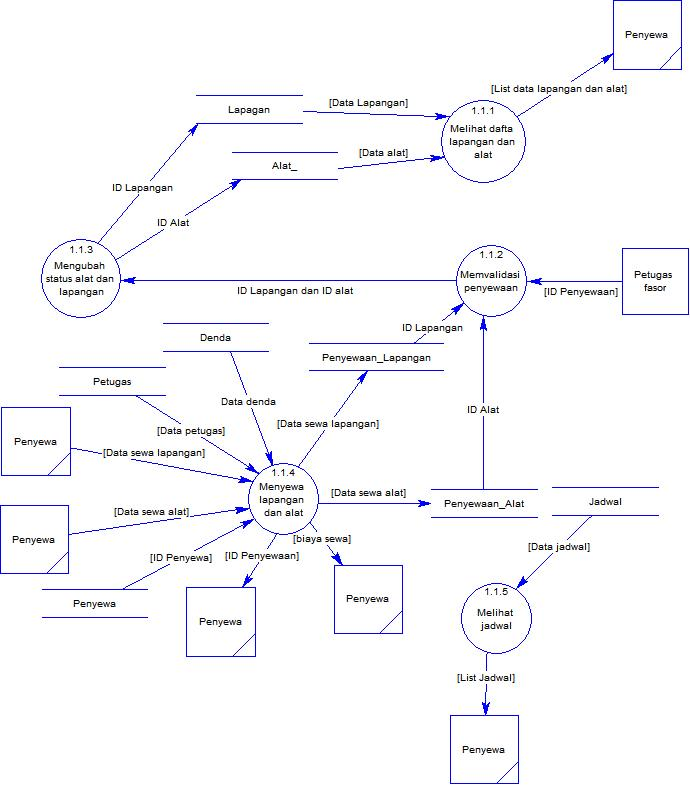 Penyewa
[List data lapangan dan alat]
Lapagan
[Data Lapangan]
1.1.1
Melihat dafta
lapangan dan
alat
Alat_
[Data alat]
ID Lapangan
ID Alat
1.1.3
Mengubah
status alat dan
lapangan
ID Lapangan dan ID alat
1.1.2
Memvalidasi
penyewaan
[ID Penyewaan]
Petugas
fasor
ID Lapangan
Denda
Penyewaan_Lapangan
Petugas
Data denda
ID Alat
[Data petugas]
[Data sewa lapangan]
Penyewa
[Data sewa lapangan]
1.1.4
Menyewa
lapangan
dan alat
[Data sewa alat]
Penyewaan_Alat
Jadwal
Penyewa
[Data sewa alat]
[ID Penyewa]
[ID Penyewaan]
[biaya sewa]
[Data jadwal]
Penyewa
Penyewa
Penyewa
1.1.5
Melihat
jadwal
[List Jadwal]
Penyewa